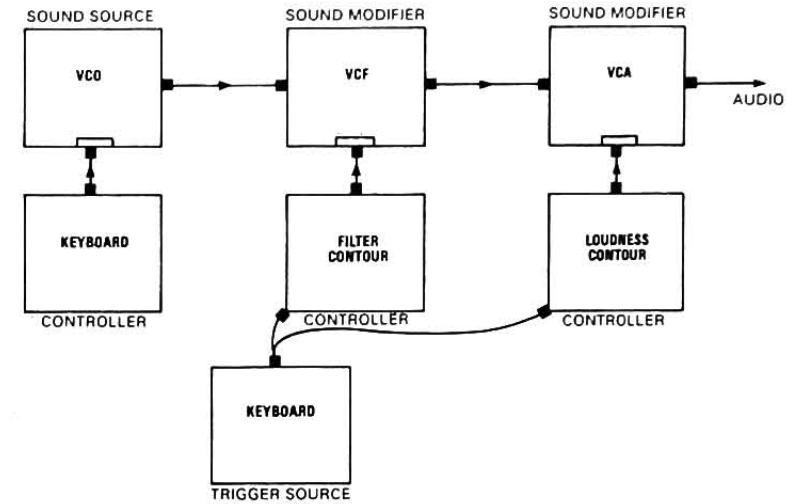 SOUND SOURCE
SOUND MODIFIER
SOUND MODIFIER
VCO
VCF
VCA
AUDIO
KEYBOARD
FILTER
CONTOUR
LOUDNESS
CONTOUR
CONTROLLER
CONTROLLER
CONTROLLER
KEYBOARD
TRIGGER SOURCE